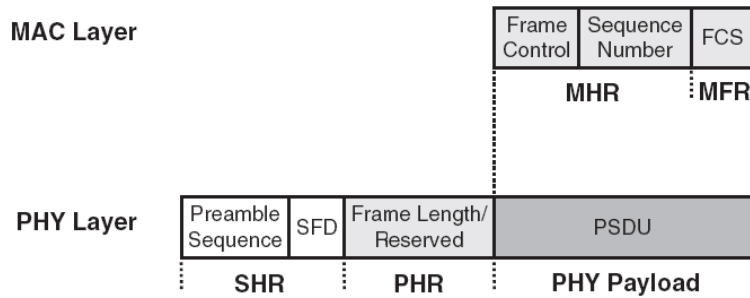 MAC Layer
Frame Control
Sequence Number
FCS
MHR
MFR
PHY Layer
Preamble Sequence
SFD
Frame Length/ Reserved
PSDU
SHR
PHR
PHY Payload